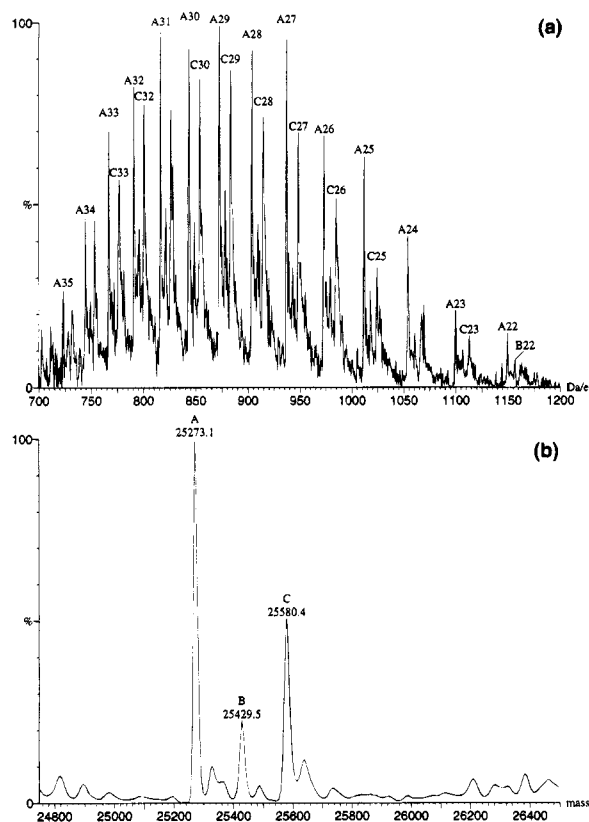 100
(a)
A27
A29
A30
A31
A28
C29
C30
A32
C32
C28
A33
C27
A26
A25
C33
C26
%
A34
A24
C25
A35
A23
C23
A22
B22
0
700 750 800 850 900 950 1000 1050 1100 1150 1200
Da/e
100
(b)
A
25273.1
%
C
25580.4
B
25429.5
0
24800 25000 25200 25400 25600 25800 26000 26200 26400
mass